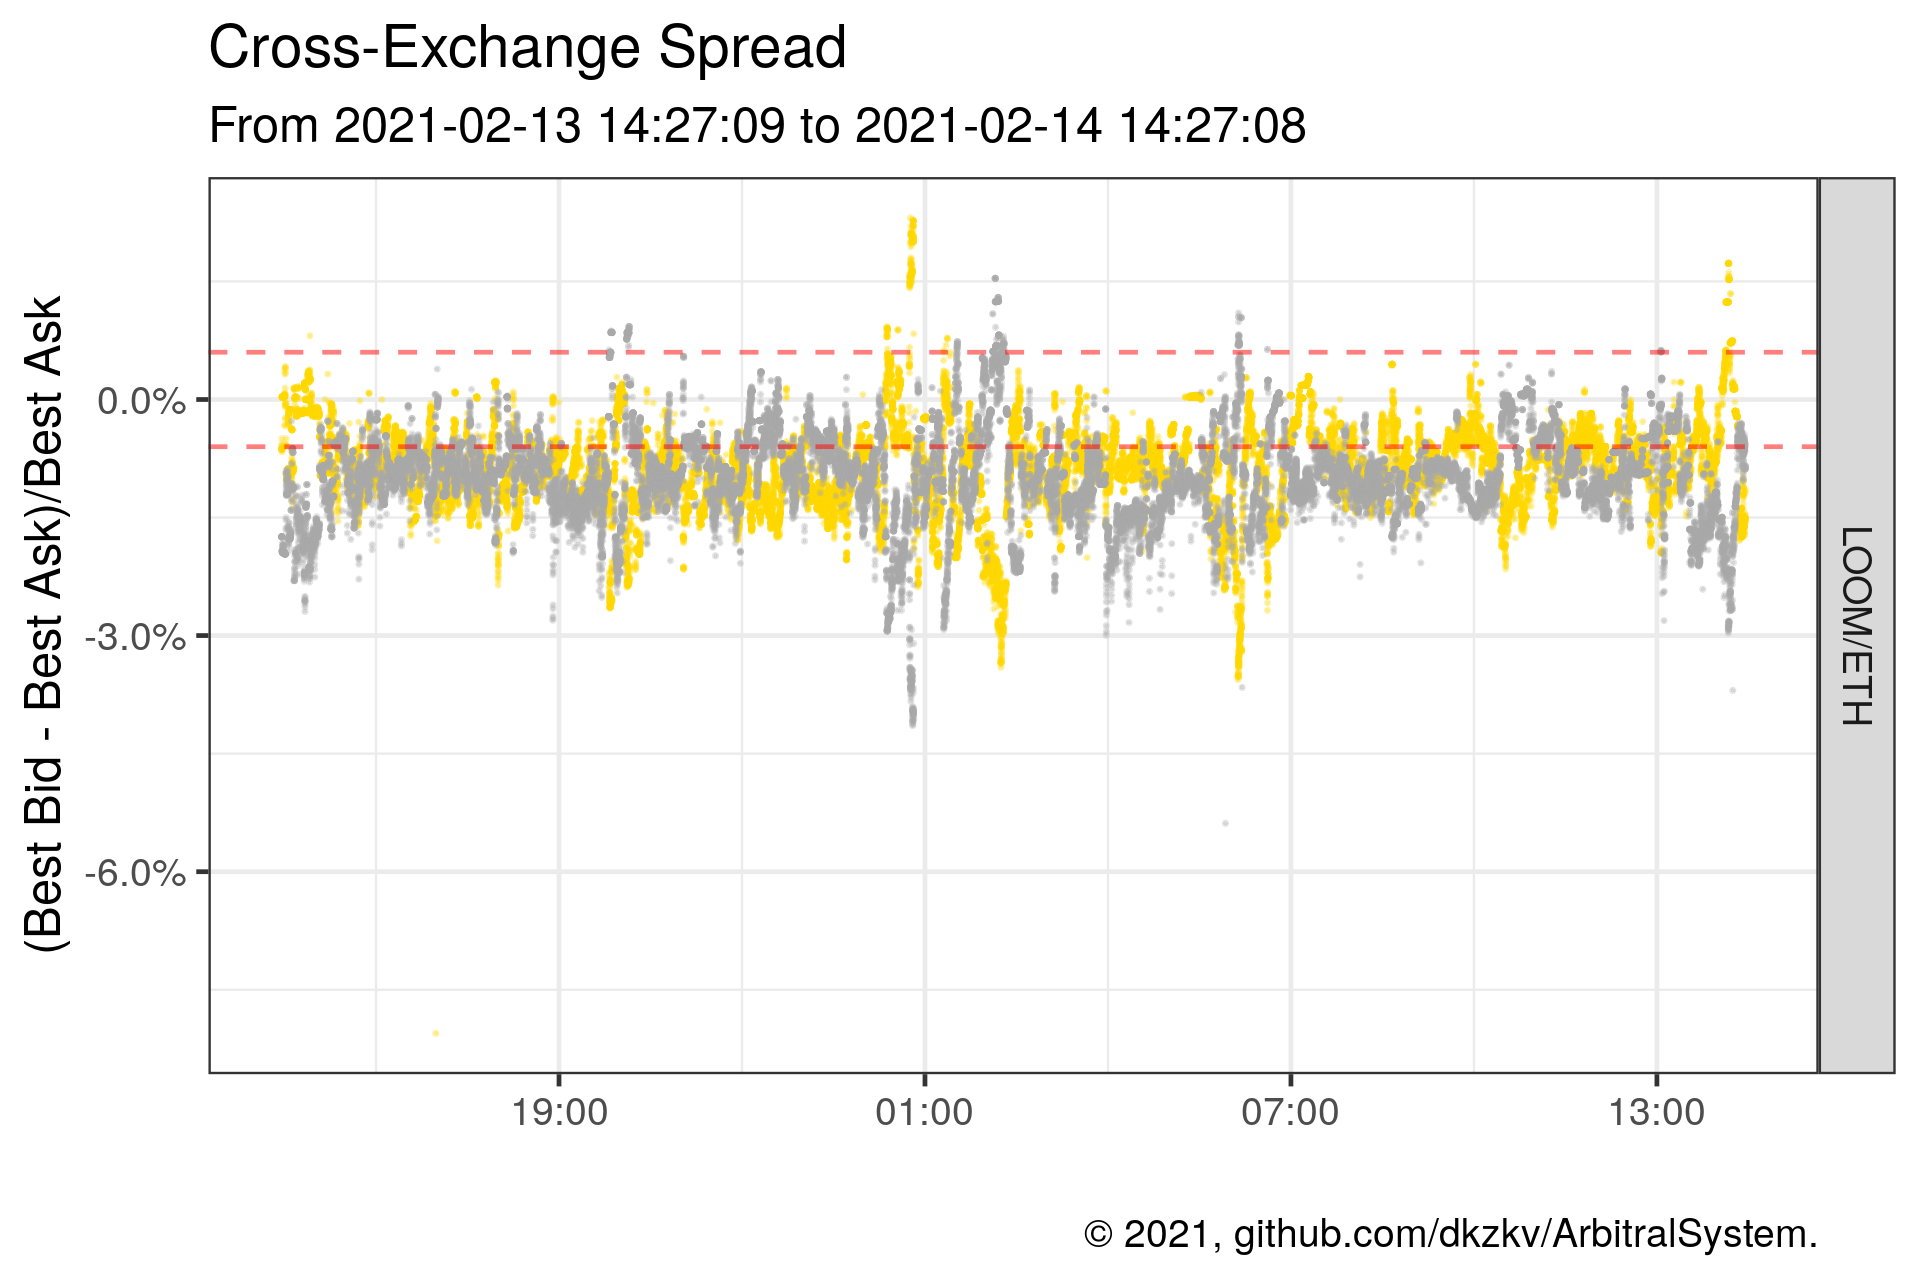 Cross-Exchange Spread
From 2021-02-13 14:27:09 to 2021-02-14 14:27:08
(Best Bid - Best Ask)/Best Ask
0.0%
-3.0%
-6.0%
LOOM/ETH
19:00
01:00
07:00
13:00
© 2021, github.com/dkzkv/ArbitralSystem.